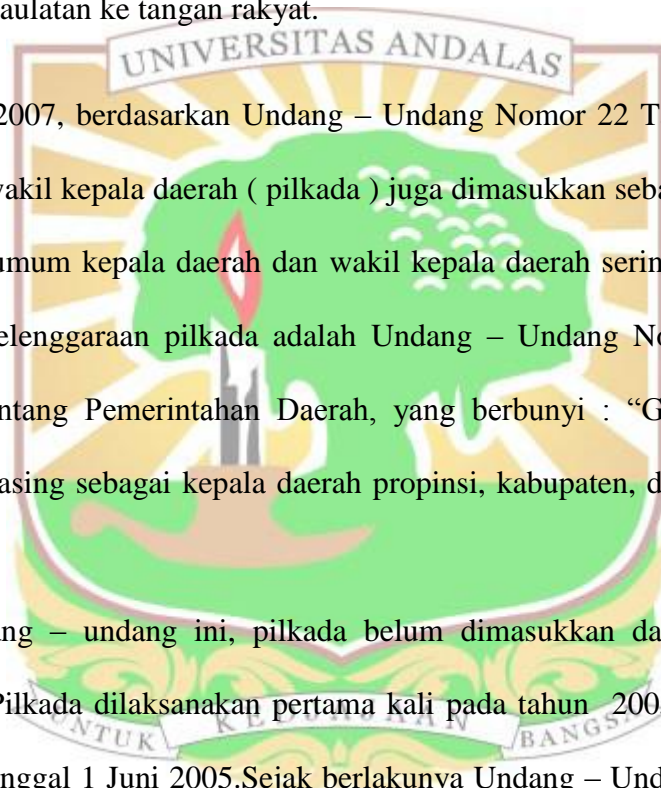 aulatan ke tangan rakyat.
UNIVERSITAS ANDALAS
2007, berdasarkan Undang – Undang Nomor 22 T
wakil kepala daerah ( pilkada ) juga dimasukkan seba
umum kepala daerah dan wakil kepala daerah serin
elenggaraan pilkada adalah Undang – Undang No
ntang Pemerintahan Daerah, yang berbunyi : “G
asing sebagai kepala daerah propinsi, kabupaten, d
ng – undang ini, pilkada belum dimasukkan da
Pilkada dilaksanakan pertama kali pada tahun 200
UNTUK KEDJAJAAN BANGSA
nggal 1 Juni 2005.Sejak berlakunya Undang – Und